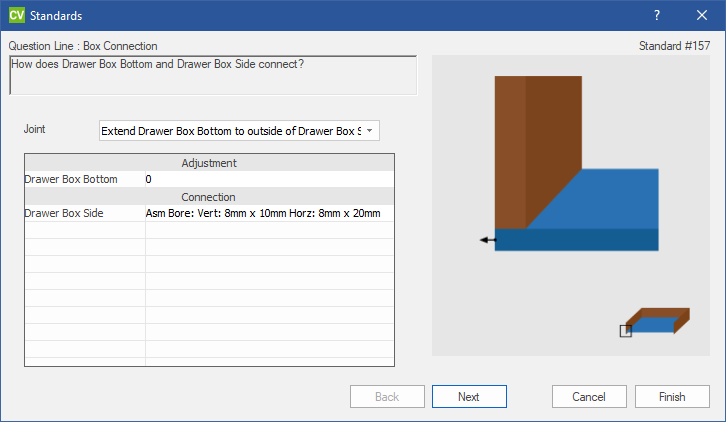 CV Standards ?
Question Line : Box Connection Standard #157
How does Drawer Box Bottom and Drawer Box Side connect?
Joint Extend Drawer Box Bottom to outside of Drawer Box S
Adjustment
Drawer Box Bottom 0
Connection
Drawer Box Side Asm Bore: Vert: 8mm x 10mm Horz: 8mm x 20mm
Back Next Cancel Finish